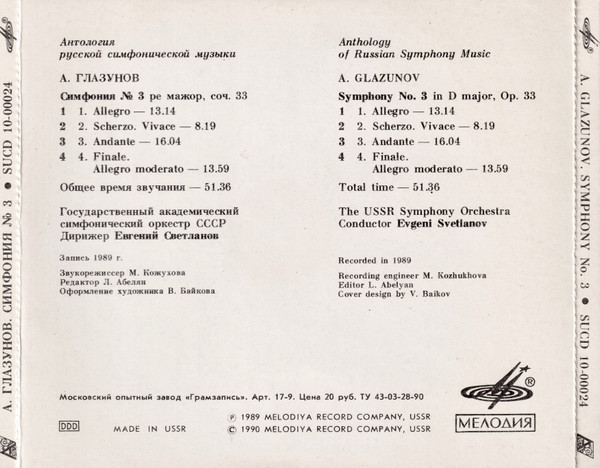 Антология
русской симфонической музыки
А. ГЛАЗУНОВ
Симфония № 3 ре мажор, соч. 33
1 1. Allegro — 13.14
2 2. Scherzo. Vivace — 8.19
3 3. Andante — 16.04
4 4. Finale.
Allegro moderato — 13.59
Общее время звучания — 51.36
Государственный академический
симфонический оркестр СССР
Дирижер Евгений Светланов
Запись 1989 г.
Звукорежиссер М. Кожухова
Редактор Л. Абелян
Оформление художника В. Байкова
Anthology
of Russian Symphony Music
A. GLAZUNOV
Symphony No. 3 in D major, Op. 33
1 1. Allegro — 13.14
2 2. Scherzo. Vivace — 8.19
3 3. Andante — 16.04
4 4. Finale.
Allegro moderato — 13.59
Total time — 51.36
The USSR Symphony Orchestra
Conductor Evgeni Svetlanov
Recorded in 1989
Recording engineer M. Kozhukhova
Editor L. Abelyan
Cover design by V. Baikov
Московский опытный завод «Грамзапись». Арт. 17-9. Цена 20 руб. ТУ 43-03-28-90
DDD
MADE IN USSR
Ⓟ 1989 MELODIYA RECORD COMPANY, USSR
© 1990 MELODIYA RECORD COMPANY, USSR
®
МЕЛОДИЯ
А. ГЛАЗУНОВ. СИМФОНИЯ № 3 ● SUCD 10-00024
A. GLAZUNOV. SYMPHONY No. 3 ● SUCD 10-00024